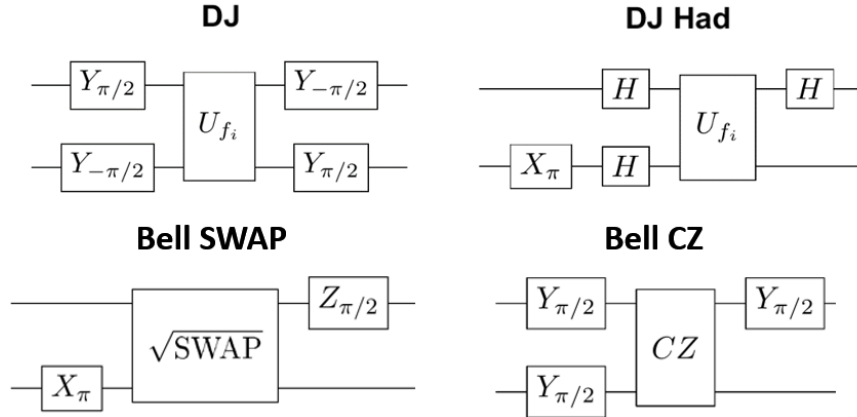 DJ
Y_{π/2} U_{f_i} Y_{-π/2}
Y_{-π/2} Y_{π/2}
DJ Had
H U_{f_i} H
X_π H
Bell SWAP
√SWAP Z_{π/2}
X_π
Bell CZ
Y_{π/2} CZ Y_{π/2}
Y_{π/2}